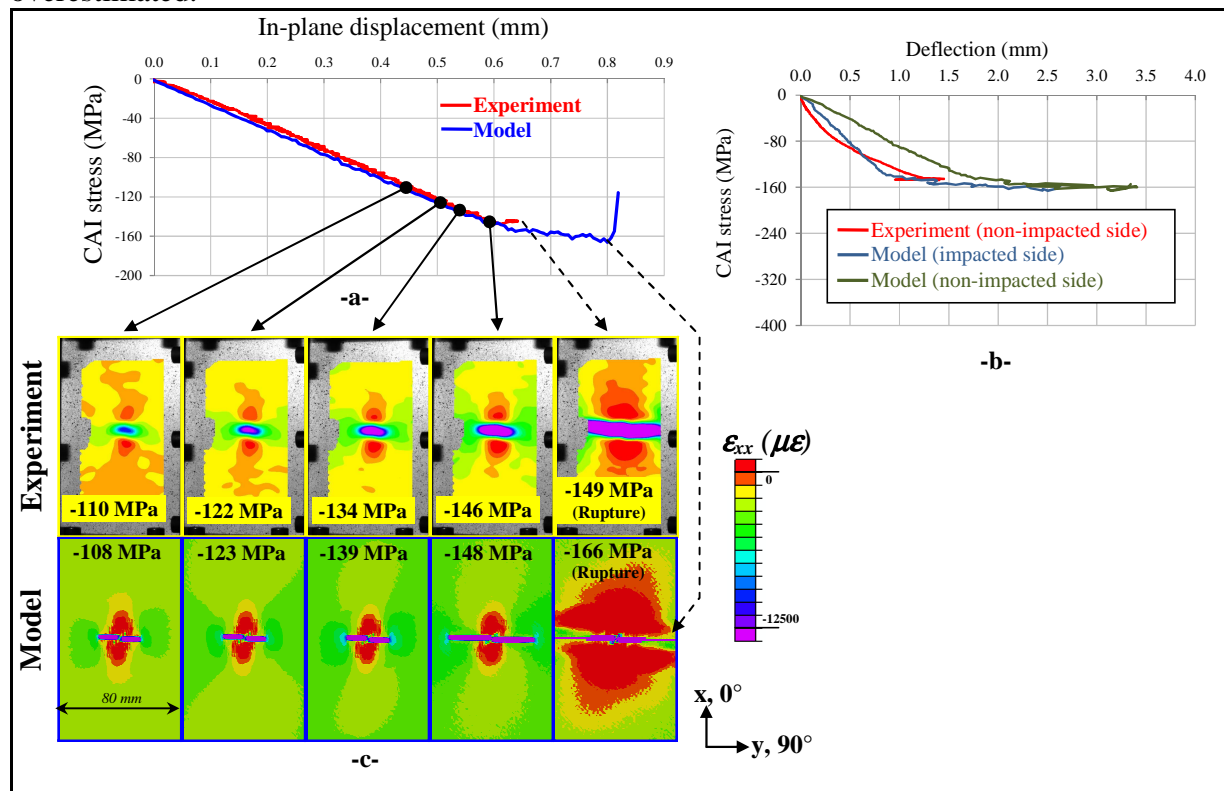 overestimated.
In-plane displacement (mm)
0.0 0.1 0.2 0.3 0.4 0.5 0.6 0.7 0.8 0.9
0
-40
-80
-120
-160
-200
CAI stress (MPa)
Experiment
Model
-a-
Deflection (mm)
0.0 0.5 1.0 1.5 2.0 2.5 3.0 3.5 4.0
0
-80
-160
-240
-320
-400
CAI stress (MPa)
Experiment (non-impacted side)
Model (impacted side)
Model (non-impacted side)
-b-
Experiment
-110 MPa
-122 MPa
-134 MPa
-146 MPa
-149 MPa
(Rupture)
Model
-108 MPa
-123 MPa
-139 MPa
-148 MPa
-166 MPa
(Rupture)
80 mm
εxx (με)
0
-12500
x, 0°
y, 90°
-c-